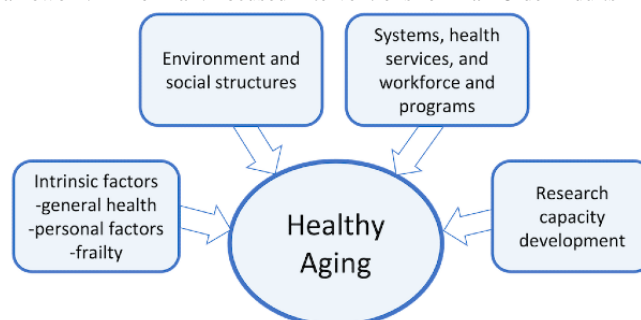 Environment and
social structures
Systems, health
services, and
workforce and
programs
Intrinsic factors
-general health
-personal factors
-frailty
Healthy
Aging
Research
capacity
development